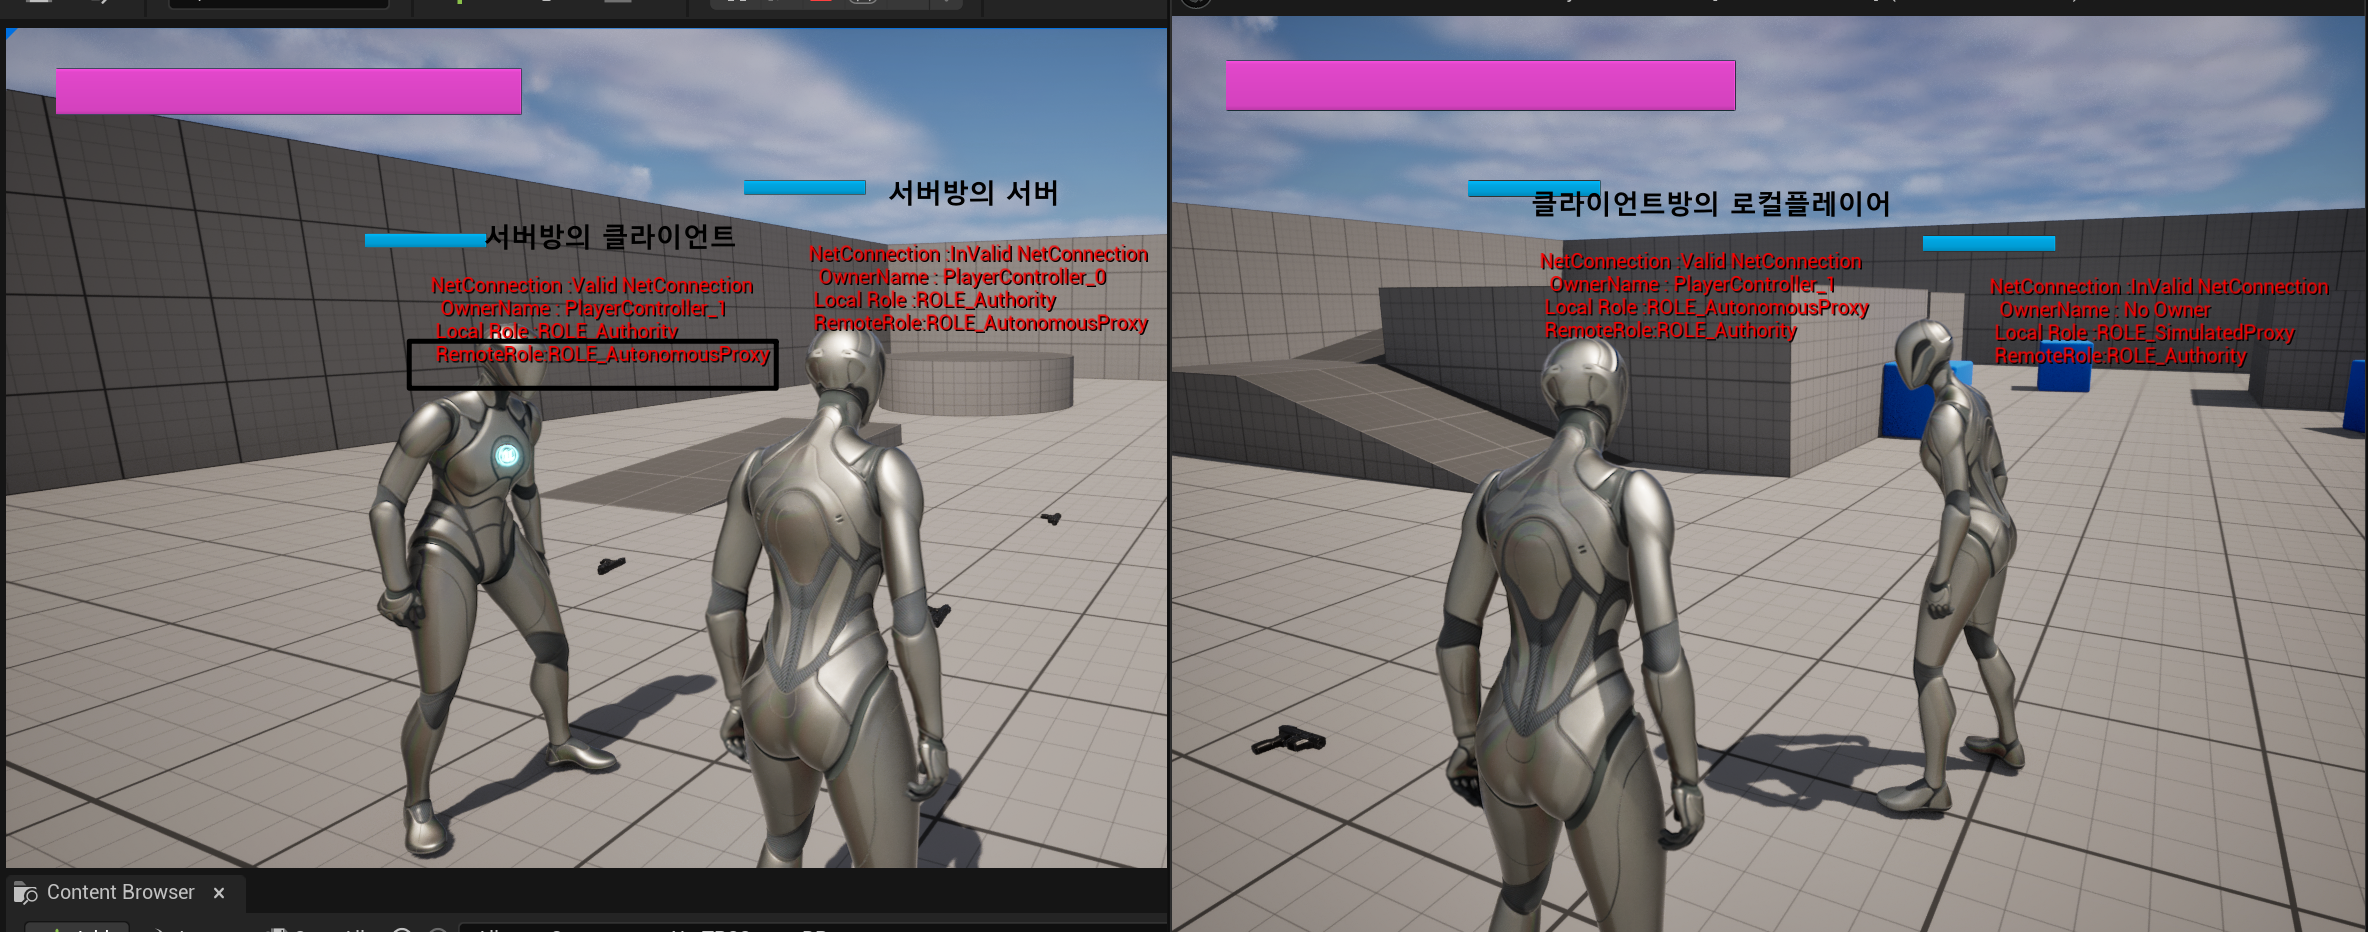 서버방의 서버
서버방의 클라이언트
NetConnection :InValid NetConnection
OwnerName : PlayerController_0
Local Role :ROLE_Authority
RemoteRole:ROLE_AutonomousProxy
NetConnection :Valid NetConnection
OwnerName : PlayerController_1
Local Role :ROLE_Authority
RemoteRole:ROLE_AutonomousProxy
클라이언트방의 로컬플레이어
NetConnection :Valid NetConnection
OwnerName : PlayerController_1
Local Role :ROLE_AutonomousProxy
RemoteRole:ROLE_Authority
NetConnection :InValid NetConnection
OwnerName : No Owner
Local Role :ROLE_SimulatedProxy
RemoteRole:ROLE_Authority
Content Browser